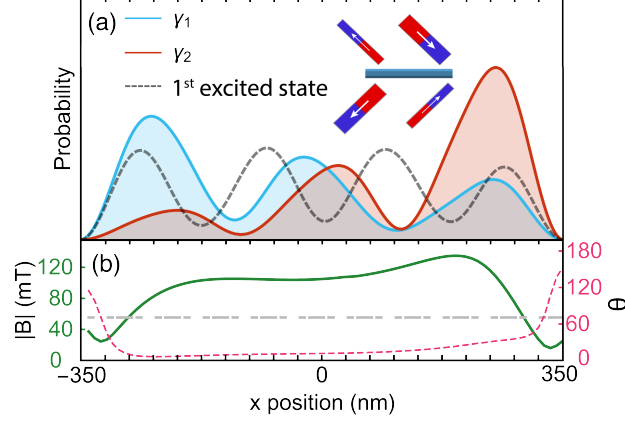 (a)
γ1
γ2
1st excited state
Probability
(b)
|B| (mT)
120
80
40
0
180
120
60
0
θ
−350
0
350
x position (nm)